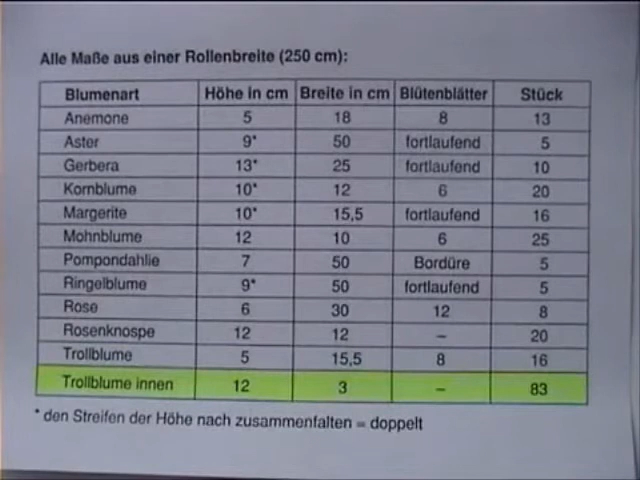 Alle Maße aus einer Rollenbreite (250 cm):
Blumenart Höhe in cm Breite in cm Blütenblätter Stück
Anemone 5 18 8 13
Aster 9* 50 fortlaufend 5
Gerbera 13* 25 fortlaufend 10
Kornblume 10* 12 6 20
Margerite 10* 15,5 fortlaufend 16
Mohnblume 12 10 6 25
Pompondahlie 7 50 Bordüre 5
Ringelblume 9* 50 fortlaufend 5
Rose 6 30 12 8
Rosenknospe 12 12 – 20
Trollblume 5 15,5 8 16
Trollblume innen 12 3 – 83
* den Streifen der Höhe nach zusammenfalten = doppelt